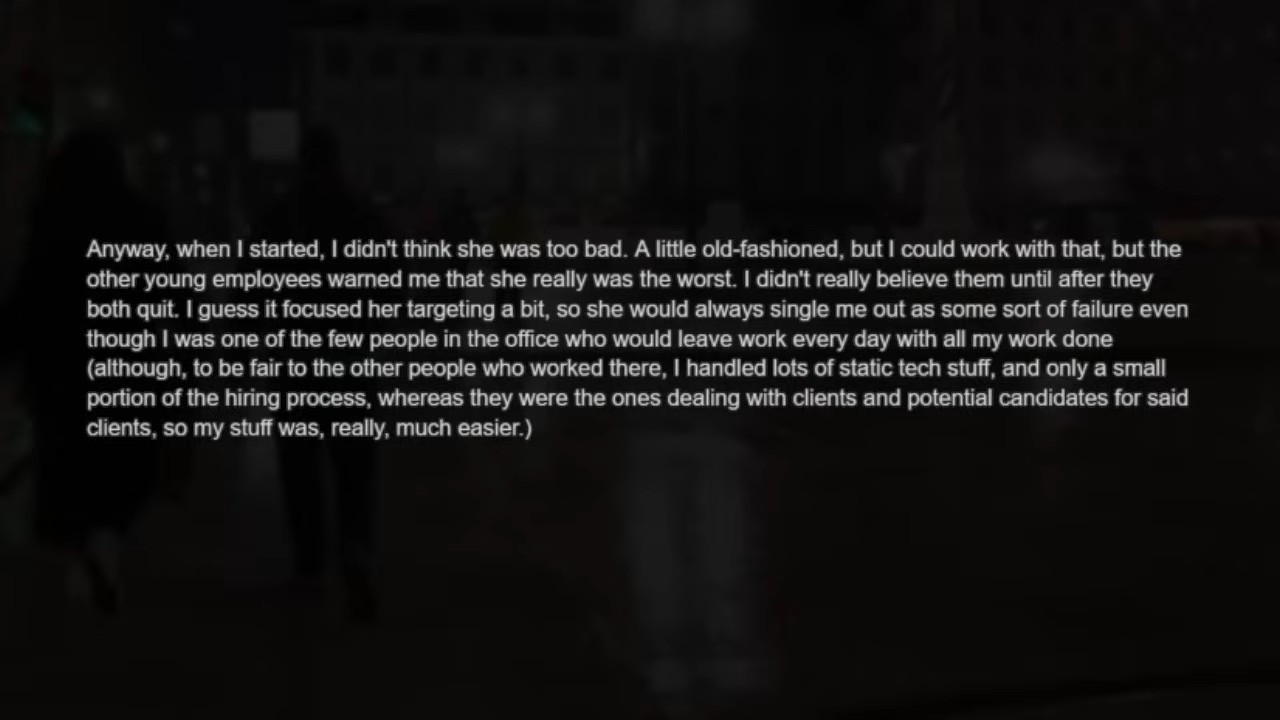 Anyway, when I started, I didn't think she was too bad. A little old-fashioned, but I could work with that, but the
other young employees warned me that she really was the worst. I didn't really believe them until after they
both quit. I guess it focused her targeting a bit, so she would always single me out as some sort of failure even
though I was one of the few people in the office who would leave work every day with all my work done
(although, to be fair to the other people who worked there, I handled lots of static tech stuff, and only a small
portion of the hiring process, whereas they were the ones dealing with clients and potential candidates for said
clients, so my stuff was, really, much easier.)